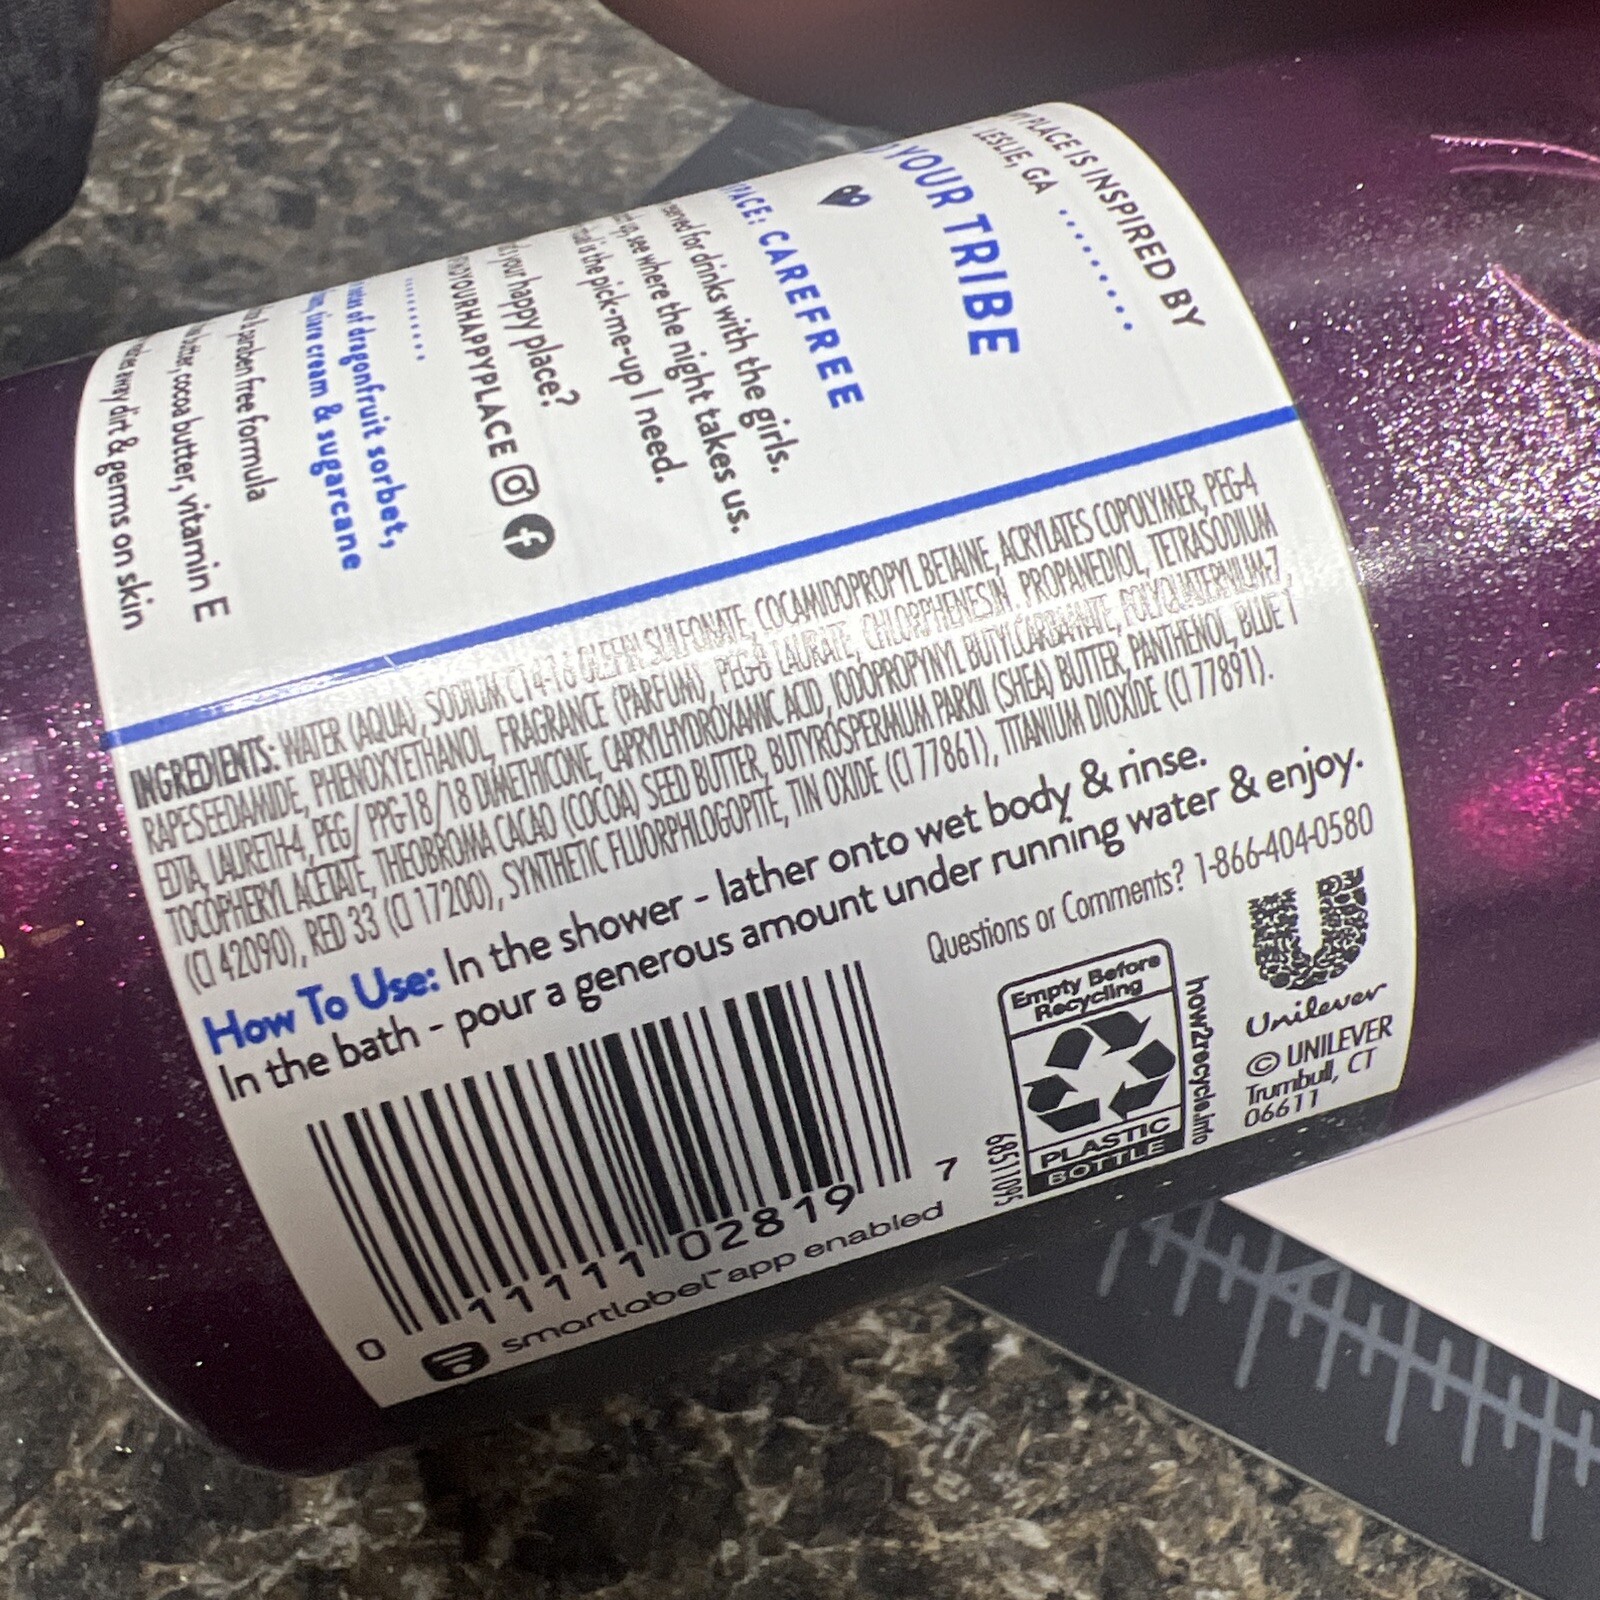 PLACE IS INSPIRED BY
LESLIE, GA
YOUR TRIBE
CAREFREE
for drinks with the girls.
see where the night takes us.
is the pick-me-up I need.
your happy place?
YOURHAPPYPLACE
of dragonfruit sorbet,
tiare cream & sugarcane
paraben free formula
butter, cocoa butter, vitamin E
away dirt & germs on skin
INGREDIENTS: WATER (AQUA), SODIUM C14-16 OLEFIN SULFONATE, COCAMIDOPROPYL BETAINE, ACRYLATES COPOLYMER, PEG-4
RAPESEEDAMIDE, PHENOXYETHANOL, FRAGRANCE (PARFUM), PEG-8 LAURATE, CHLORPHENESIN, PROPANEDIOL, TETRASODIUM
EDTA, LAURETH-4, PEG/PPG-18/18 DIMETHICONE, CAPRYLHYDROXAMIC ACID, IODOPROPYNYL BUTYLCARBAMATE, POLYQUATERNIUM-7,
TOCOPHERYL ACETATE, THEOBROMA CACAO (COCOA) SEED BUTTER, BUTYROSPERMUM PARKII (SHEA) BUTTER, PANTHENOL, BLUE 1
(CI 42090), RED 33 (CI 17200), SYNTHETIC FLUORPHLOGOPITE, TIN OXIDE (CI 77861), TITANIUM DIOXIDE (CI 77891).
How To Use: In the shower - lather onto wet body & rinse.
In the bath - pour a generous amount under running water & enjoy.
Questions or Comments? 1-866-404-0580
Empty Before
Recycling
PLASTIC
BOTTLE
how2recycle.info
68511095
Unilever
© UNILEVER
Trumbull, CT
06611
0 11111 02819 7
smartlabel™ app enabled